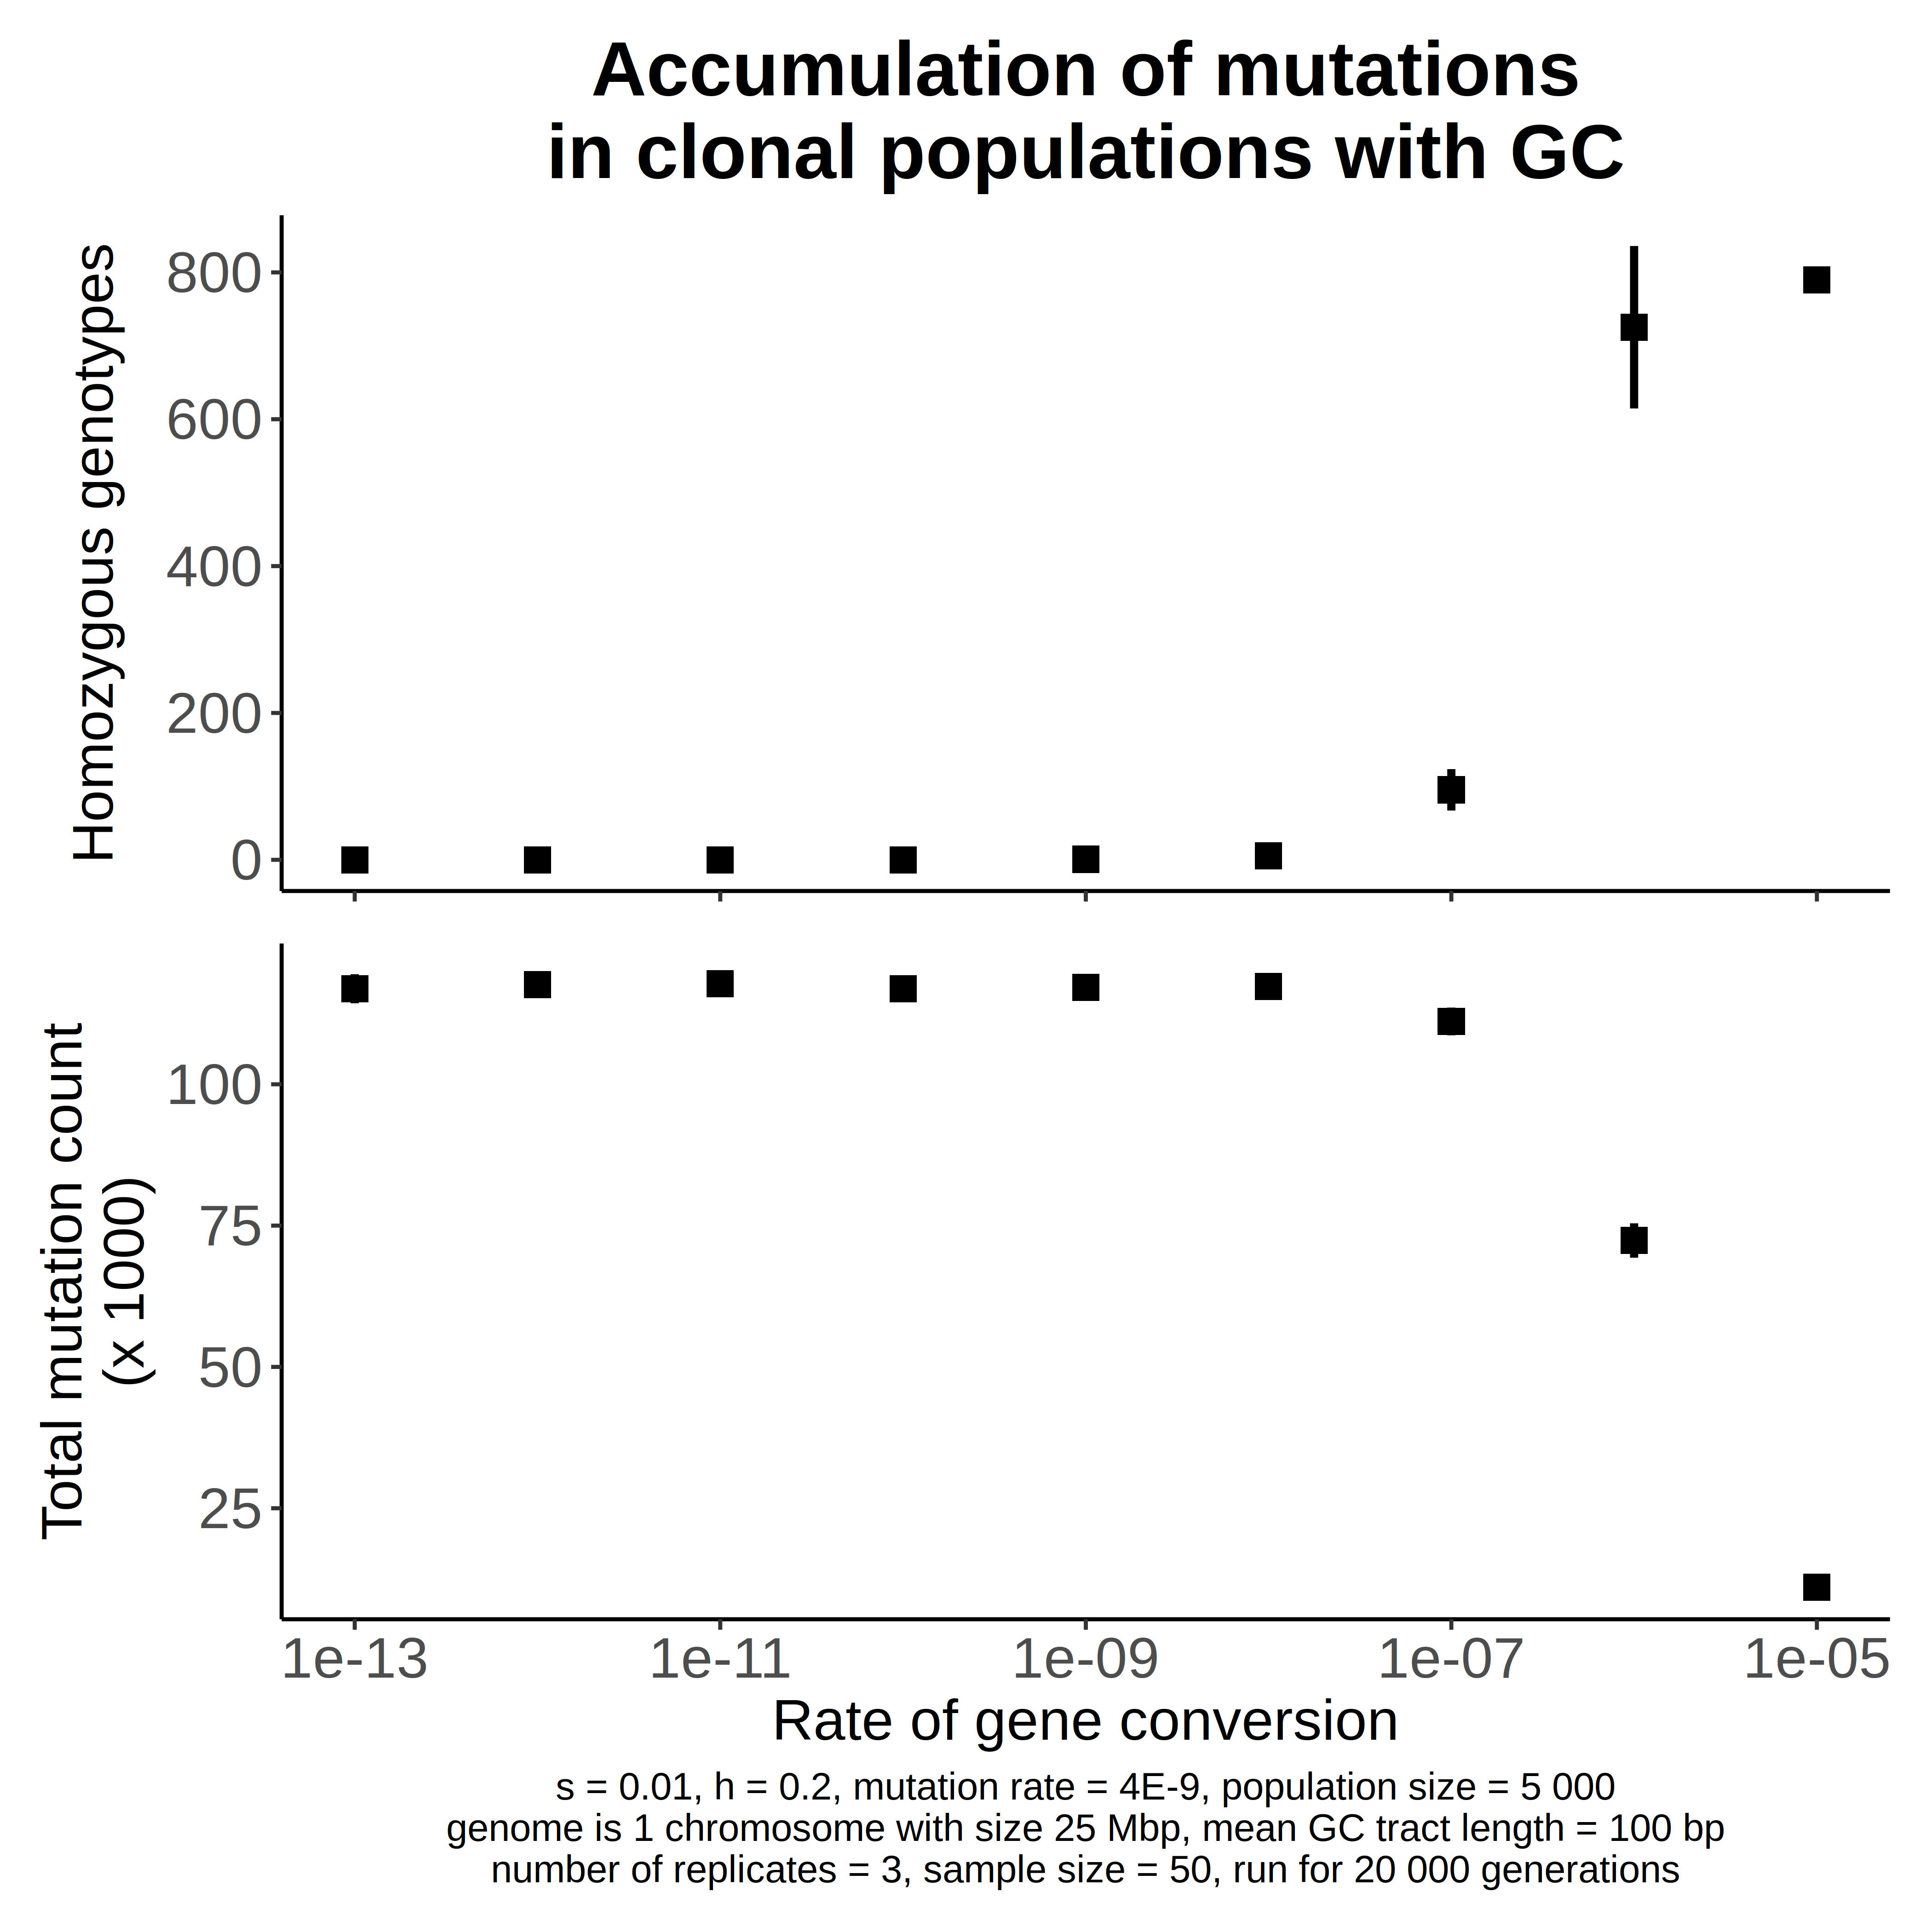 Accumulation of mutations
in clonal populations with GC
Homozygous genotypes
800
600
400
200
0
Total mutation count
(x 1000)
100
75
50
25
1e-13 1e-11 1e-09 1e-07 1e-05
Rate of gene conversion
s = 0.01, h = 0.2, mutation rate = 4E-9, population size = 5 000
genome is 1 chromosome with size 25 Mbp, mean GC tract length = 100 bp
number of replicates = 3, sample size = 50, run for 20 000 generations